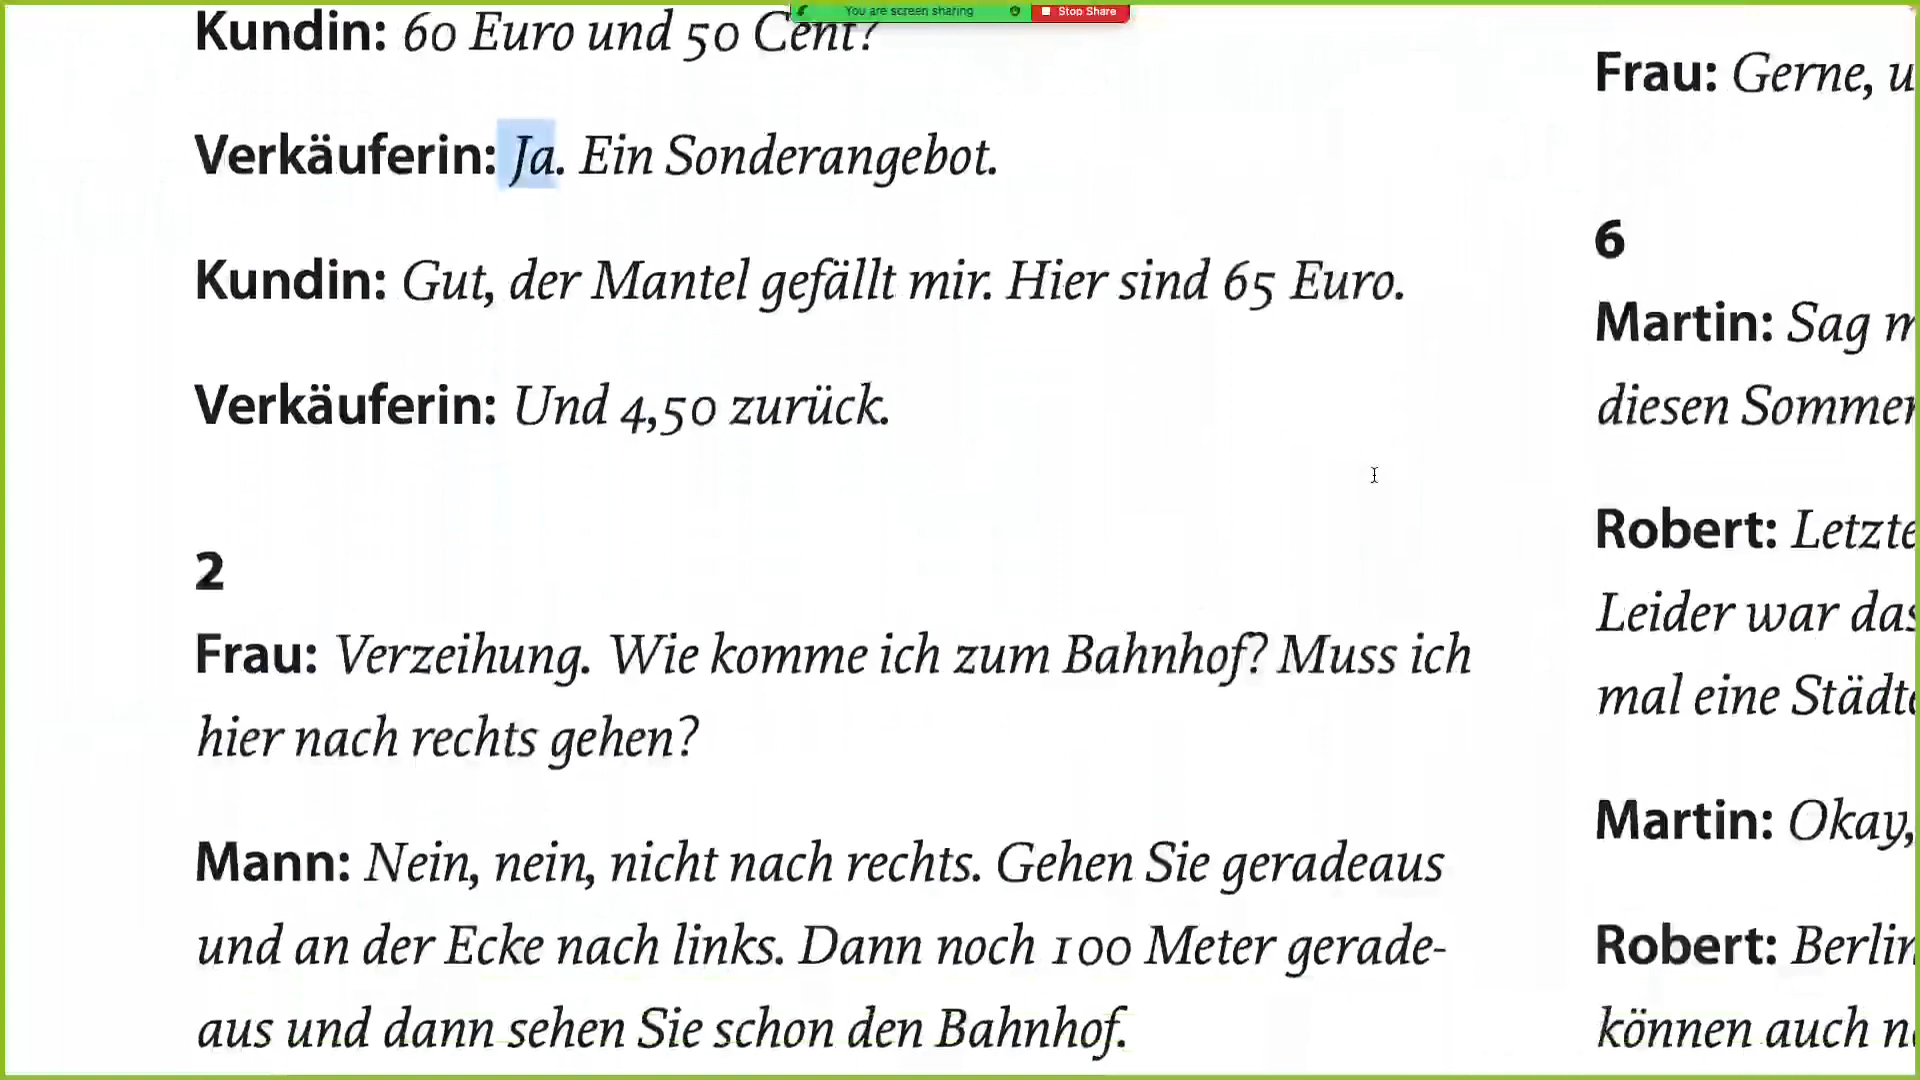 You are screen sharing
Stop Share
Kundin: 60 Euro und 50 Cent?
Verkäuferin: Ja. Ein Sonderangebot.
Kundin: Gut, der Mantel gefällt mir. Hier sind 65 Euro.
Verkäuferin: Und 4,50 zurück.
2
Frau: Verzeihung. Wie komme ich zum Bahnhof? Muss ich
hier nach rechts gehen?
Mann: Nein, nein, nicht nach rechts. Gehen Sie geradeaus
und an der Ecke nach links. Dann noch 100 Meter gerade-
aus und dann sehen Sie schon den Bahnhof.
Frau: Gerne, u
6
Martin: Sag m
diesen Sommer
Robert: Letzte
Leider war das
mal eine Städte
Martin: Okay,
Robert: Berlin
können auch n